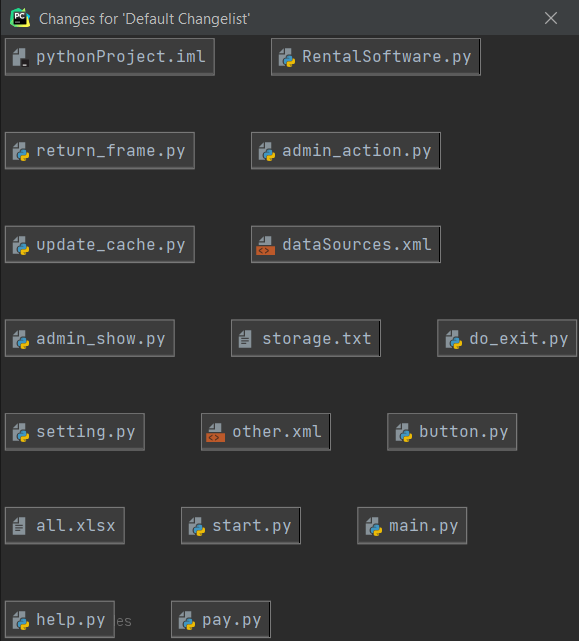 PC Changes for 'Default Changelist'
pythonProject.iml RentalSoftware.py
return_frame.py admin_action.py
update_cache.py dataSources.xml
admin_show.py storage.txt do_exit.py
setting.py other.xml button.py
all.xlsx start.py main.py
help.py es pay.py